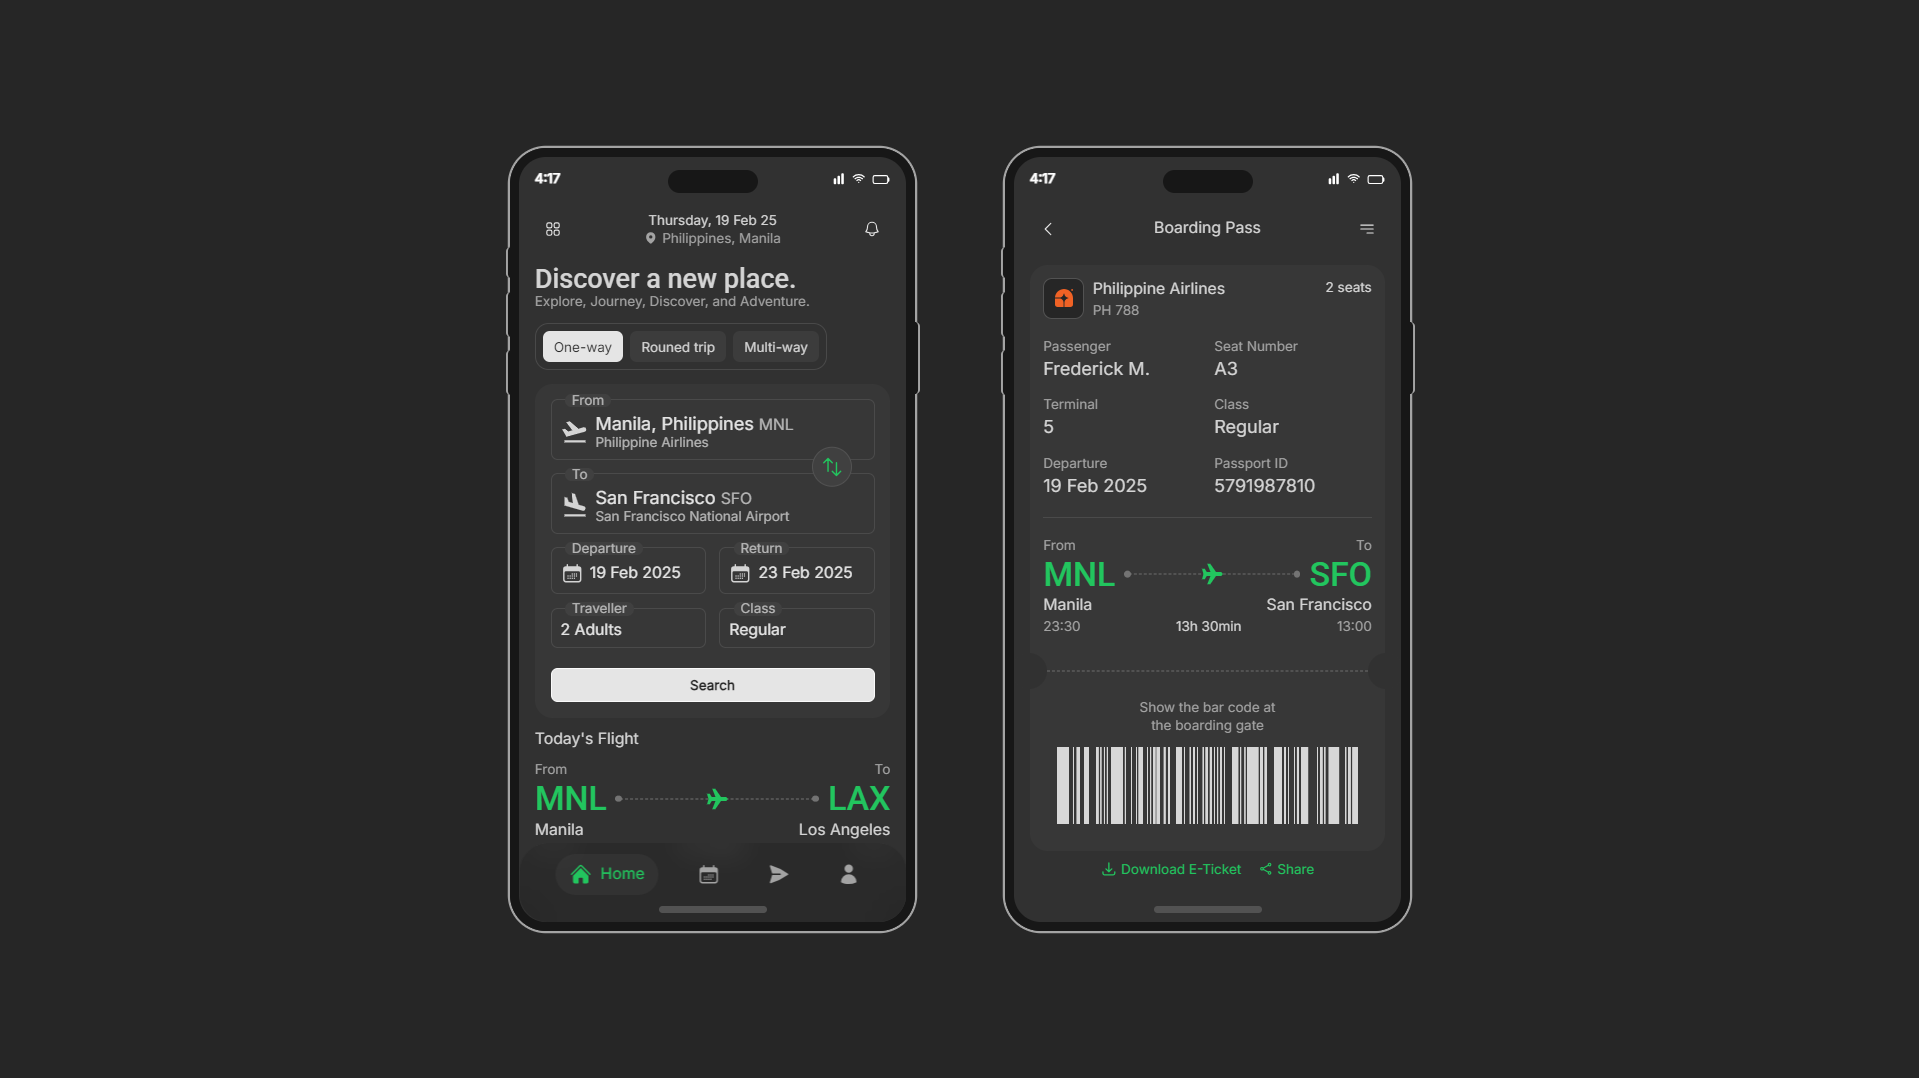 4:17
Thursday, 19 Feb 25
Philippines, Manila
Discover a new place.
Explore, Journey, Discover, and Adventure.
One-way Rouned trip Multi-way
From
Manila, Philippines MNL
Philippine Airlines
To
San Francisco SFO
San Francisco National Airport
Departure Return
19 Feb 2025 23 Feb 2025
Traveller Class
2 Adults Regular
Search
Today's Flight
From To
MNL LAX
Manila Los Angeles
Home
4:17
Boarding Pass
Philippine Airlines 2 seats
PH 788
Passenger Seat Number
Frederick M. A3
Terminal Class
5 Regular
Departure Passport ID
19 Feb 2025 5791987810
From To
MNL SFO
Manila San Francisco
23:30 13h 30min 13:00
Show the bar code at
the boarding gate
Download E-Ticket Share